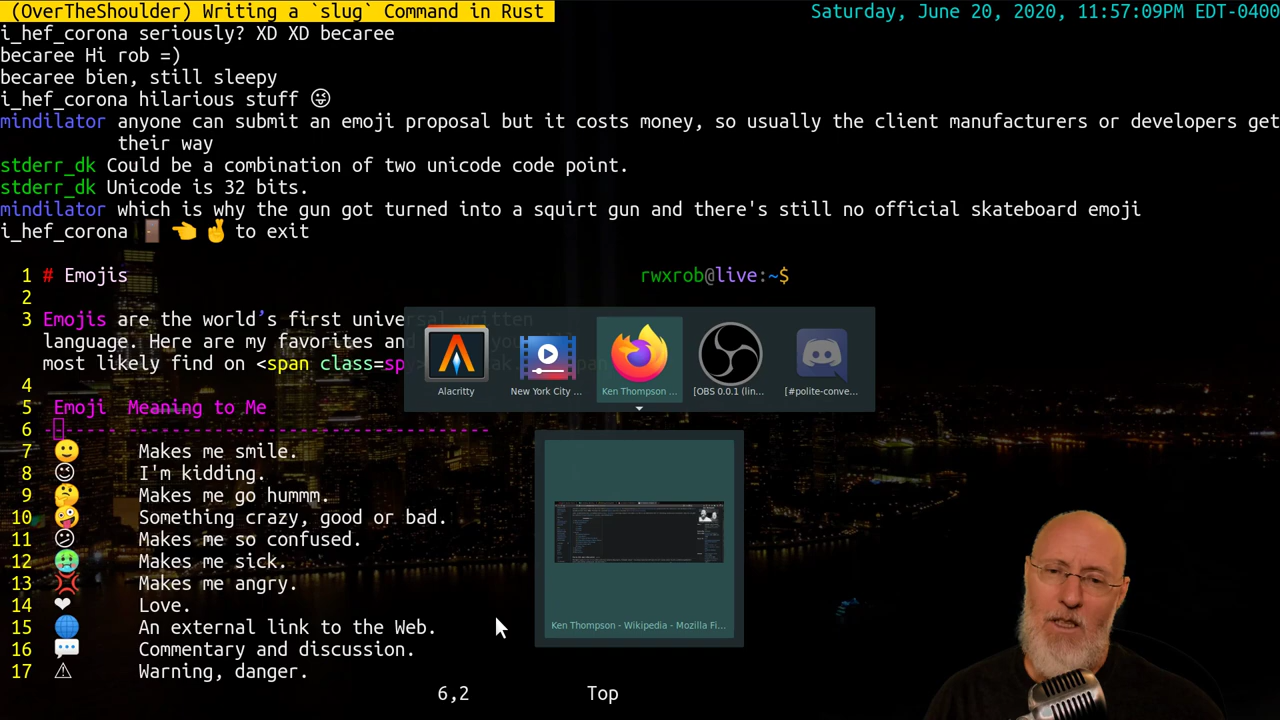 (OverTheShoulder) Writing a `slug` Command in Rust
Saturday, June 20, 2020, 11:57:09PM EDT-0400
i_hef_corona seriously? XD XD becaree
becaree Hi rob =)
becaree bien, still sleepy
i_hef_corona hilarious stuff 😜
mindilator anyone can submit an emoji proposal but it costs money, so usually the client manufacturers or developers get
their way
stderr_dk Could be a combination of two unicode code point.
stderr_dk Unicode is 32 bits.
mindilator which is why the gun got turned into a squirt gun and there's still no official skateboard emoji
i_hef_corona 🚪 👈 🤞 to exit
1 # Emojis
rwxrob@live:~$
2
3 Emojis are the world’s first universal written
language. Here are my favorites and
most likely find on <span class=sp
4
5 Emoji Meaning to Me
6 ----- ----------------------------------
7 🙂 Makes me smile.
8 😉 I'm kidding.
9 🤔 Makes me go hummm.
10 🤪 Something crazy, good or bad.
11 😕 Makes me so confused.
12 🤢 Makes me sick.
13 💢 Makes me angry.
14 ❤ Love.
15 🌐 An external link to the Web.
16 💬 Commentary and discussion.
17 ⚠ Warning, danger.
6,2 Top
Alacritty
New York City ...
Ken Thompson ...
[OBS 0.0.1 (lin...
[#polite-conve...
Ken Thompson - Wikipedia - Mozilla Fi...